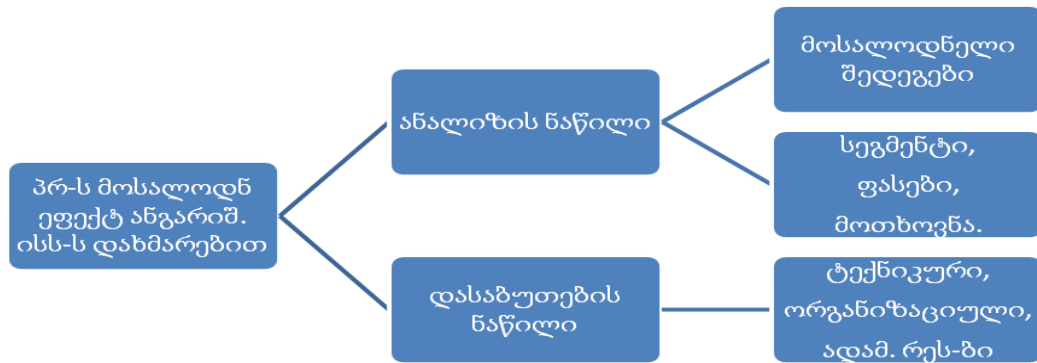 პრ-ს მოსალოდნ
ეფექტ ანგარიშ.
ისს-ს დახმარებით
ანალიზის ნაწილი
მოსალოდნელი
შედეგები
სეგმენტი,
ფასები,
მოთხოვნა.
დასაბუთების
ნაწილი
ტექნიკური,
ორგანიზაციული,
ადამ. რეს-ბი